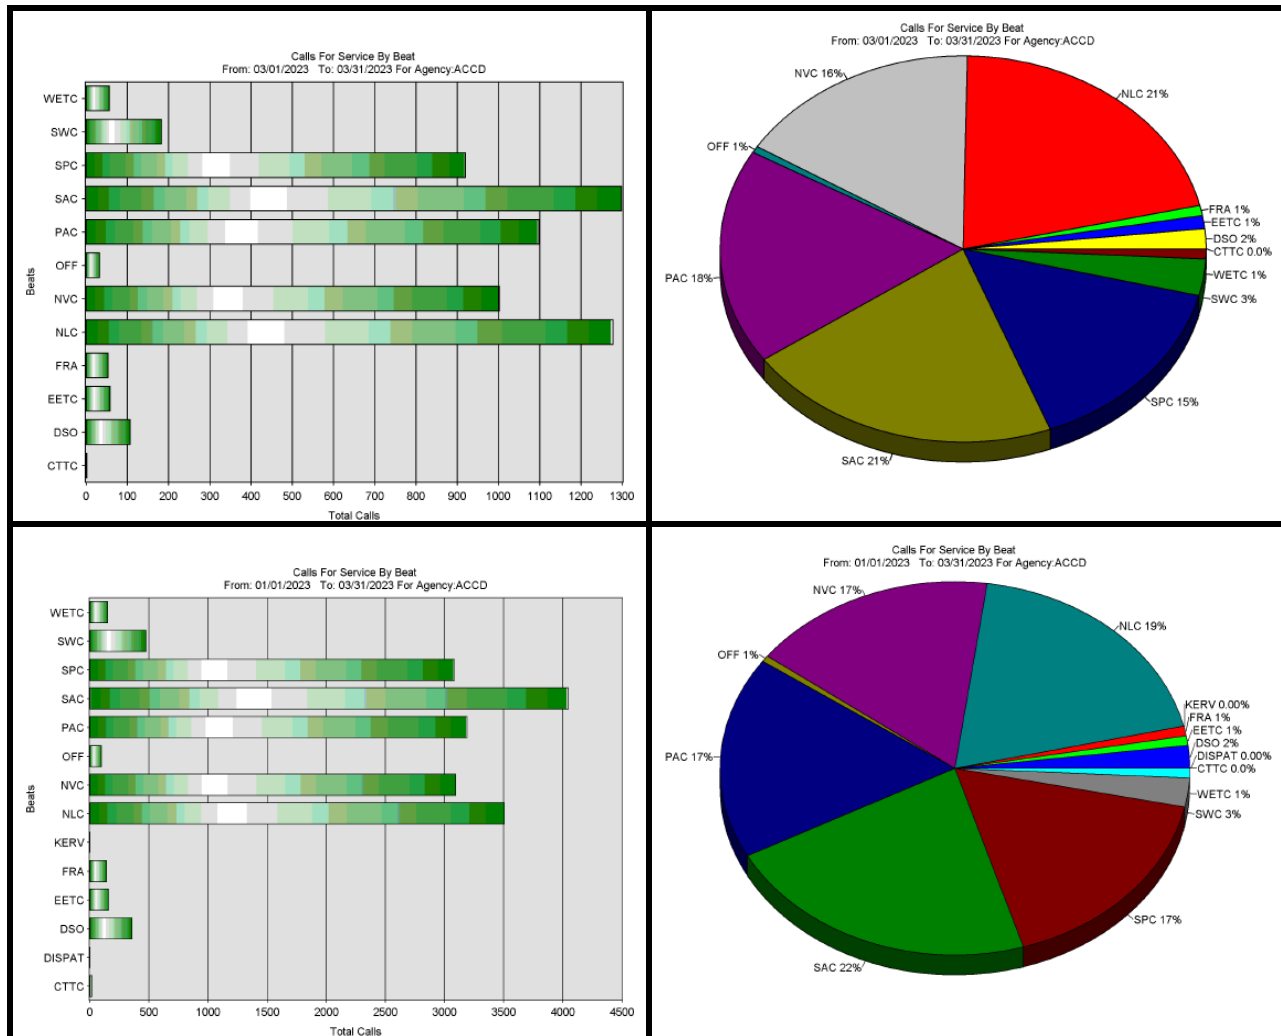 Calls For Service By Beat
From: 03/01/2023 To: 03/31/2023 For Agency:ACCD
WETC
SWC
SPC
SAC
PAC
OFF
NVC
NLC
FRA
EETC
DSO
CTTC
Beats
0 100 200 300 400 500 600 700 800 900 1000 1100 1200 1300
Total Calls
Calls For Service By Beat
From: 03/01/2023 To: 03/31/2023 For Agency:ACCD
NVC 16%
NLC 21%
OFF 1%
FRA 1%
EETC 1%
DSO 2%
CTTC 0.0%
WETC 1%
PAC 18%
SWC 3%
SPC 15%
SAC 21%
Calls For Service By Beat
From: 01/01/2023 To: 03/31/2023 For Agency:ACCD
WETC
SWC
SPC
SAC
PAC
OFF
NVC
NLC
KERV
FRA
EETC
DSO
DISPAT
CTTC
Beats
0 500 1000 1500 2000 2500 3000 3500 4000 4500
Total Calls
Calls For Service By Beat
From: 01/01/2023 To: 03/31/2023 For Agency:ACCD
NVC 17%
NLC 19%
OFF 1%
KERV 0.00%
FRA 1%
EETC 1%
DSO 2%
DISPAT 0.00%
PAC 17%
CTTC 0.0%
WETC 1%
SWC 3%
SPC 17%
SAC 22%